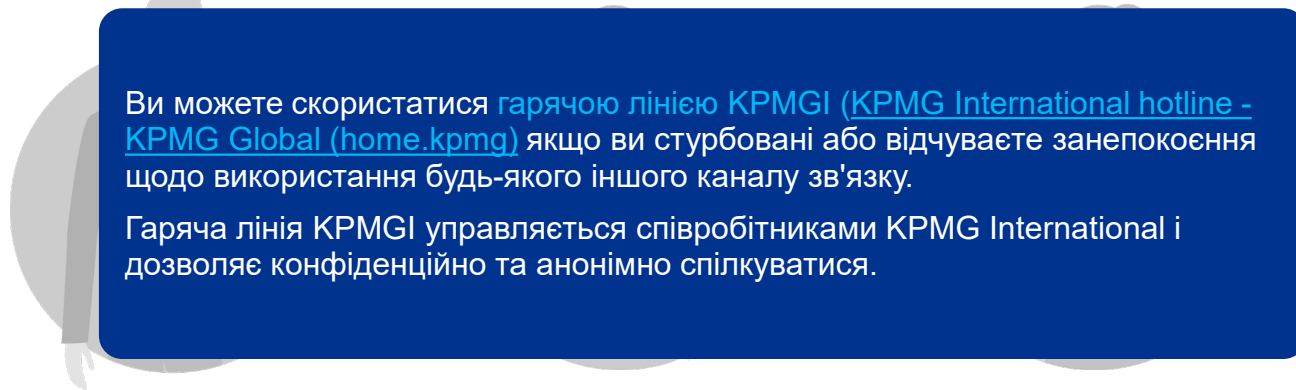 Ви можете скористатися гарячою лінією KPMGI (KPMG International hotline -
KPMG Global (home.kpmg) якщо ви стурбовані або відчуваєте занепокоєння
щодо використання будь-якого іншого каналу зв'язку.
Гаряча лінія KPMGI управляється співробітниками KPMG International і
дозволяє конфіденційно та анонімно спілкуватися.